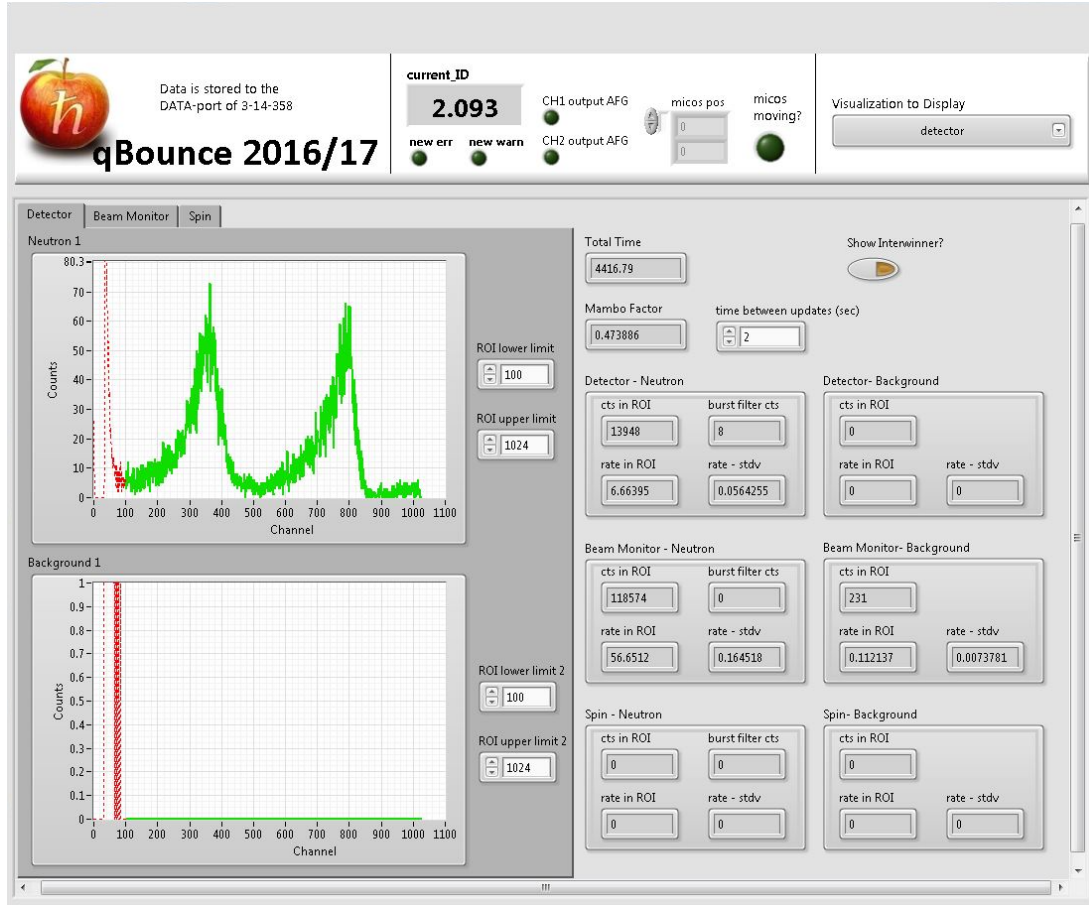 ħ
Data is stored to the
DATA-port of 3-14-358
qBounce 2016/17
current_ID
2.093
new err new warn
CH1 output AFG
CH2 output AFG
micos pos
0
0
micos
moving?
Visualization to Display
detector
Detector Beam Monitor Spin
Neutron 1
80.3
70
60
50
40
30
20
10
0
Counts
0 100 200 300 400 500 600 700 800 900 1000 1100
Channel
ROI lower limit
100
ROI upper limit
1024
Background 1
1
0.9
0.8
0.7
0.6
0.5
0.4
0.3
0.2
0.1
0
Counts
0 100 200 300 400 500 600 700 800 900 1000 1100
Channel
ROI lower limit 2
100
ROI upper limit 2
1024
Total Time
4416.79
Show Interwinner?
Mambo Factor
0.473886
time between updates (sec)
2
Detector - Neutron
cts in ROI burst filter cts
13948 8
rate in ROI rate - stdv
6.66395 0.0564255
Detector- Background
cts in ROI
0
rate in ROI rate - stdv
0 0
Beam Monitor - Neutron
cts in ROI burst filter cts
118574 0
rate in ROI rate - stdv
56.6512 0.164518
Beam Monitor- Background
cts in ROI
231
rate in ROI rate - stdv
0.112137 0.0073781
Spin - Neutron
cts in ROI burst filter cts
0 0
rate in ROI rate - stdv
0 0
Spin- Background
cts in ROI
0
rate in ROI rate - stdv
0 0